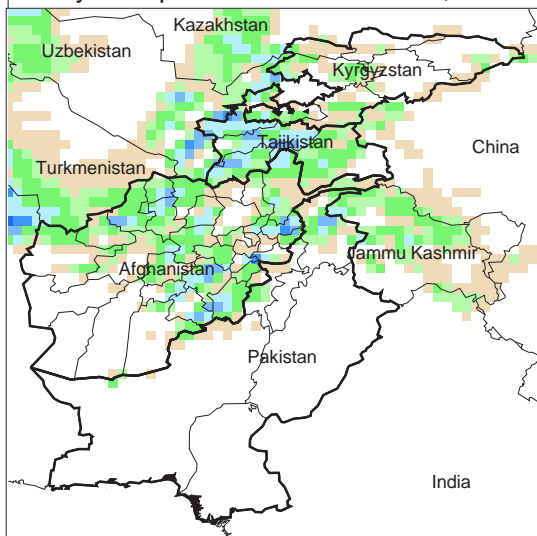 Kazakhstan
Uzbekistan
Kyrgyzstan
Tajikistan
China
Turkmenistan
Jammu Kashmir
Afghanistan
Pakistan
India